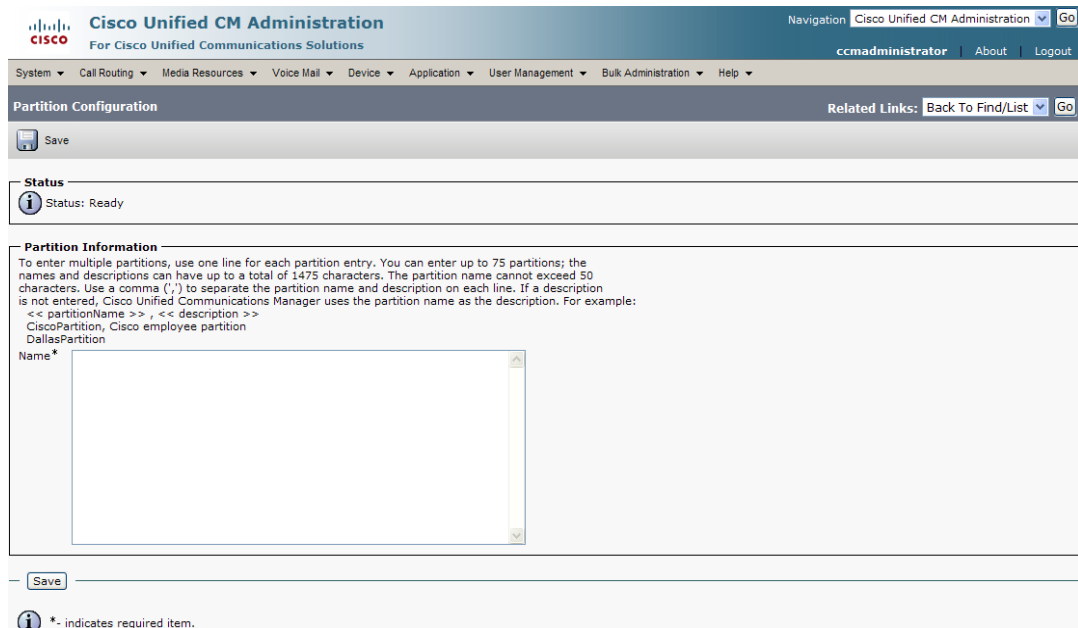 CISCO
Cisco Unified CM Administration
For Cisco Unified Communications Solutions
Navigation Cisco Unified CM Administration Go
ccmadministrator | About | Logout
System Call Routing Media Resources Voice Mail Device Application User Management Bulk Administration Help
Partition Configuration
Related Links: Back To Find/List Go
Save
Status
Status: Ready
Partition Information
To enter multiple partitions, use one line for each partition entry. You can enter up to 75 partitions; the
names and descriptions can have up to a total of 1475 characters. The partition name cannot exceed 50
characters. Use a comma (',') to separate the partition name and description on each line. If a description
is not entered, Cisco Unified Communications Manager uses the partition name as the description. For example:
<< partitionName >> , << description >>
CiscoPartition, Cisco employee partition
DallasPartition
Name*
Save
*- indicates required item.